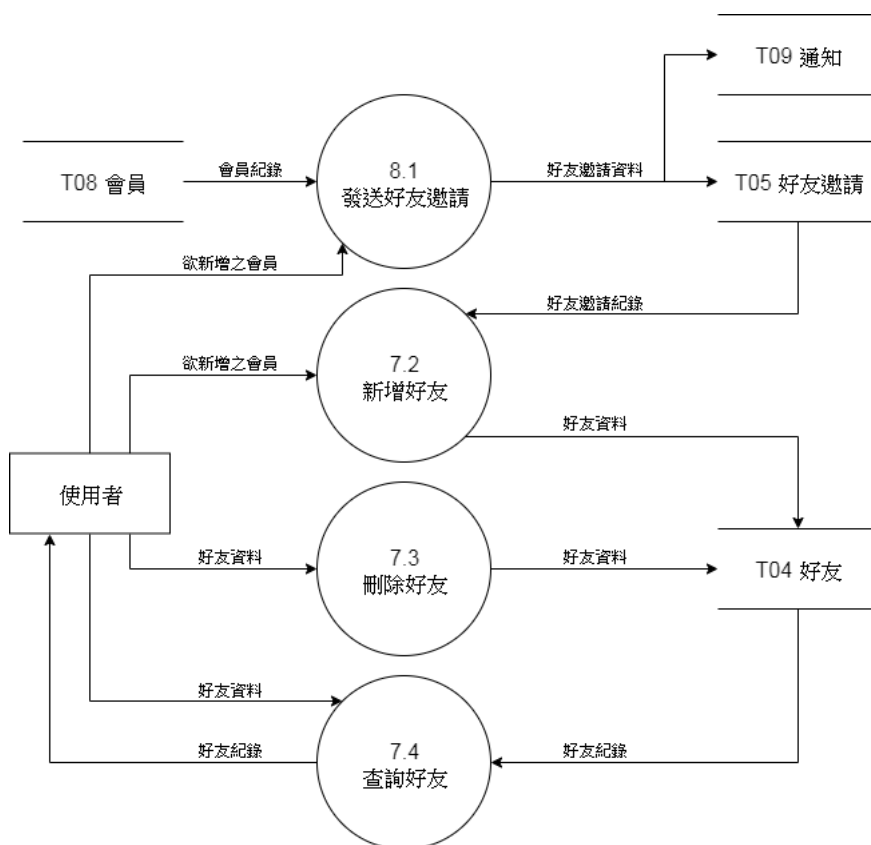 T09 通知
T08 會員
會員紀錄
8.1
發送好友邀請
好友邀請資料
T05 好友邀請
欲新增之會員
好友邀請紀錄
欲新增之會員
7.2
新增好友
好友資料
使用者
好友資料
7.3
刪除好友
好友資料
T04 好友
好友資料
7.4
查詢好友
好友紀錄
好友紀錄